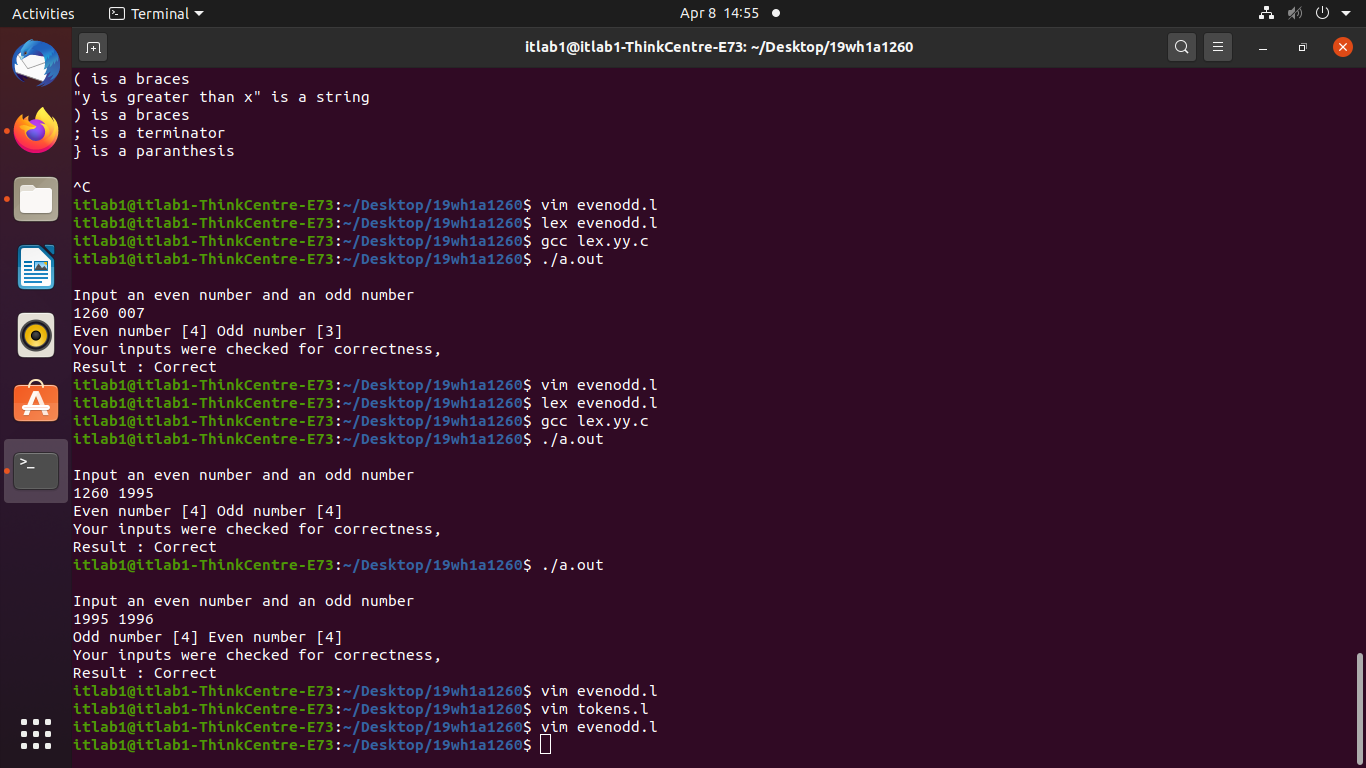 Activities
Terminal
Apr 8 14:55
itlab1@itlab1-ThinkCentre-E73: ~/Desktop/19wh1a1260
( is a braces
"y is greater than x" is a string
) is a braces
; is a terminator
} is a paranthesis
^C
itlab1@itlab1-ThinkCentre-E73:~/Desktop/19wh1a1260$ vim evenodd.l
itlab1@itlab1-ThinkCentre-E73:~/Desktop/19wh1a1260$ lex evenodd.l
itlab1@itlab1-ThinkCentre-E73:~/Desktop/19wh1a1260$ gcc lex.yy.c
itlab1@itlab1-ThinkCentre-E73:~/Desktop/19wh1a1260$ ./a.out
Input an even number and an odd number
1260 007
Even number [4] Odd number [3]
Your inputs were checked for correctness,
Result : Correct
itlab1@itlab1-ThinkCentre-E73:~/Desktop/19wh1a1260$ vim evenodd.l
itlab1@itlab1-ThinkCentre-E73:~/Desktop/19wh1a1260$ lex evenodd.l
itlab1@itlab1-ThinkCentre-E73:~/Desktop/19wh1a1260$ gcc lex.yy.c
itlab1@itlab1-ThinkCentre-E73:~/Desktop/19wh1a1260$ ./a.out
Input an even number and an odd number
1260 1995
Even number [4] Odd number [4]
Your inputs were checked for correctness,
Result : Correct
itlab1@itlab1-ThinkCentre-E73:~/Desktop/19wh1a1260$ ./a.out
Input an even number and an odd number
1995 1996
Odd number [4] Even number [4]
Your inputs were checked for correctness,
Result : Correct
itlab1@itlab1-ThinkCentre-E73:~/Desktop/19wh1a1260$ vim evenodd.l
itlab1@itlab1-ThinkCentre-E73:~/Desktop/19wh1a1260$ vim tokens.l
itlab1@itlab1-ThinkCentre-E73:~/Desktop/19wh1a1260$ vim evenodd.l
itlab1@itlab1-ThinkCentre-E73:~/Desktop/19wh1a1260$